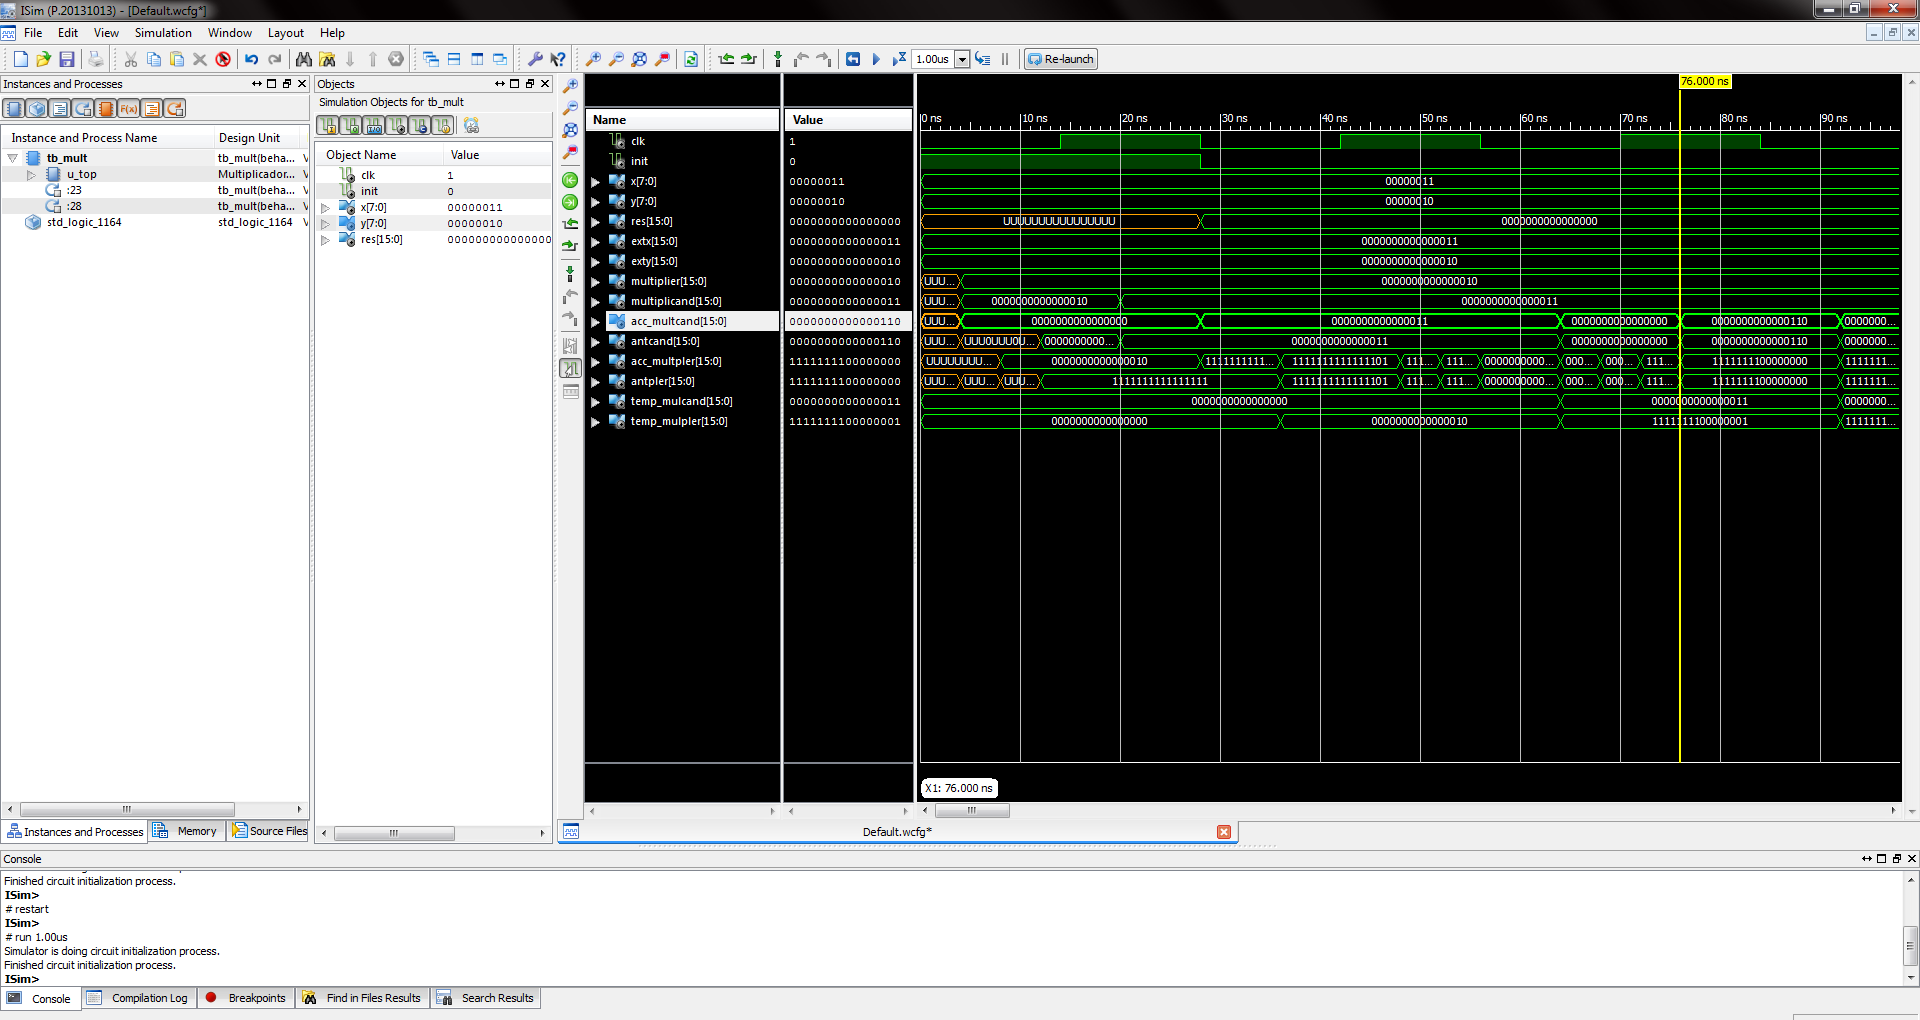 ISim (P.20131013) - [Default.wcfg*]
File Edit View Simulation Window Layout Help
1.00us Re-launch
Instances and Processes
Instance and Process Name Design Unit
tb_mult tb_mult(beha...
u_top Multiplicador...
:23 tb_mult(beha...
:28 tb_mult(beha...
std_logic_1164 std_logic_1164
Instances and Processes Memory Source Files
Objects
Simulation Objects for tb_mult
Object Name Value
clk 1
init 0
x[7:0] 00000011
y[7:0] 00000010
res[15:0] 000000000000000
76.000 ns
Name Value 0 ns 10 ns 20 ns 30 ns 40 ns 50 ns 60 ns 70 ns 80 ns 90 ns
clk 1
init 0
x[7:0] 00000011 00000011
y[7:0] 00000010 00000010
res[15:0] 0000000000000000 UUUUUUUUUUUUUUUU 0000000000000000
extx[15:0] 0000000000000011 0000000000000011
exty[15:0] 0000000000000010 0000000000000010
multiplier[15:0] 0000000000000010 UUU... 0000000000000010
multiplicand[15:0] 0000000000000011 UUU... 0000000000000010 0000000000000011
acc_multcand[15:0] 0000000000000110 UUU... 0000000000000000 0000000000000011 0000000000000000 0000000000000110 0000000...
antcand[15:0] 0000000000000110 UUU... UUU0UUU0U... 0000000000... 0000000000000011 0000000000000000 0000000000000110 0000000...
acc_multpler[15:0] 1111111100000000 UUUUUUUU... 0000000000000010 1111111111... 1111111111111101 111... 111... 0000000000... 000... 000... 111... 1111111100000000 1111111...
antpler[15:0] 1111111100000000 UUU... UUU... UUU... 1111111111111111 1111111111111101 111... 111... 0000000000... 000... 000... 111... 1111111100000000 1111111...
temp_mulcand[15:0] 0000000000000011 0000000000000000 0000000000000011 0000000...
temp_mulpler[15:0] 1111111100000001 0000000000000000 0000000000000010 1111111100000001 1111111...
X1: 76.000 ns
Default.wcfg*
Console
Finished circuit initialization process.
ISim>
# restart
ISim>
# run 1.00us
Simulator is doing circuit initialization process.
Finished circuit initialization process.
ISim>
Console Compilation Log Breakpoints Find in Files Results Search Results